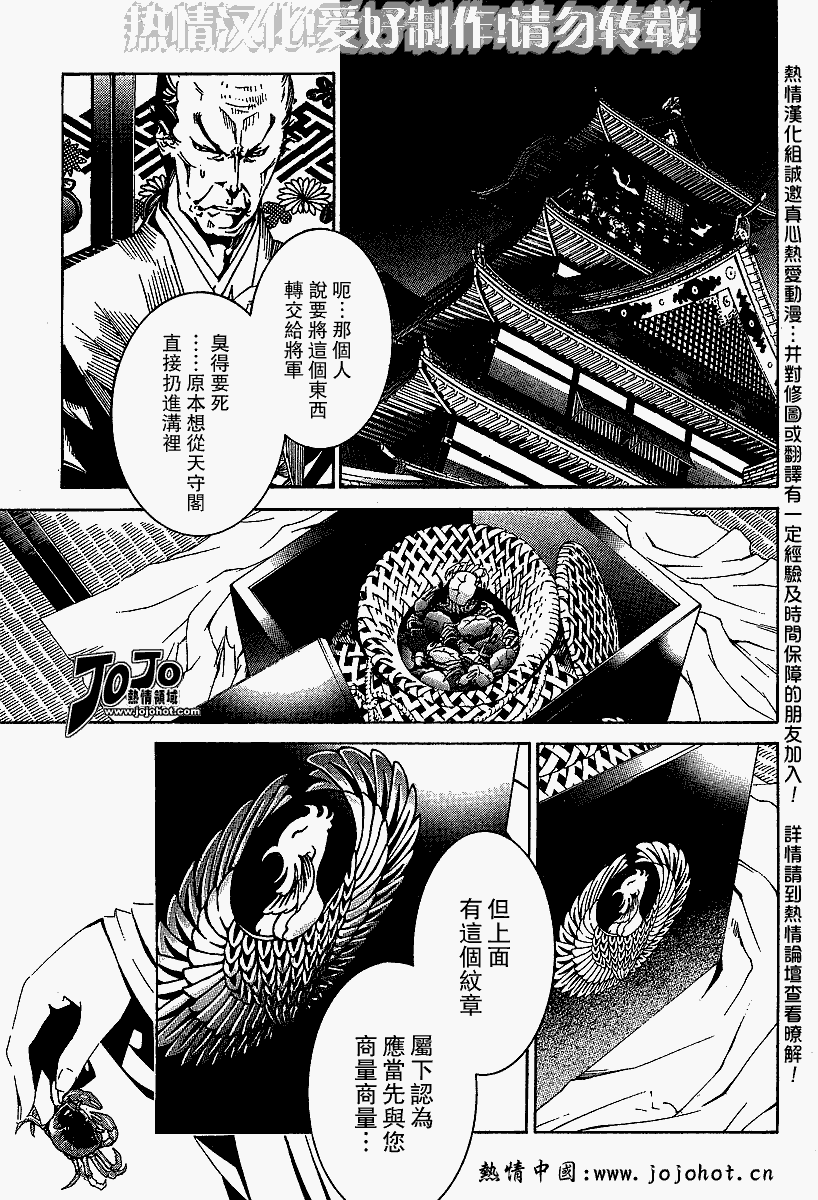 热情汉化!爱好制作!请勿转载!
熱情漢化組誠邀真心熱愛動漫…并對修圖或翻譯有一定經驗及時間保障的朋友加入! 詳情請到熱情論壇查看暸解!
呃…那個人
說要將這個東西
轉交給將軍
臭得要死
……原本想從天守閣
直接扔進溝裡
JOJO
熱情領域
www.jojohot.com
但上面
有這個紋章
屬下認為
應當先與您
商量商量…
熱情中國:www.jojohot.cn